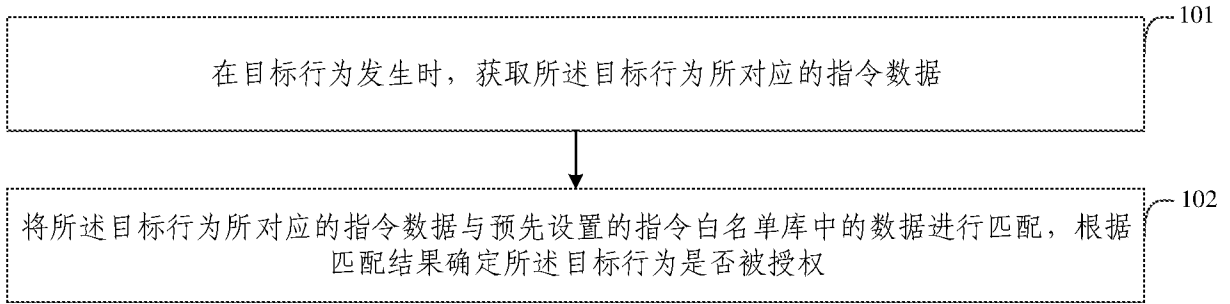 101
在目标行为发生时，获取所述目标行为所对应的指令数据
102
将所述目标行为所对应的指令数据与预先设置的指令白名单库中的数据进行匹配，根据
匹配结果确定所述目标行为是否被授权